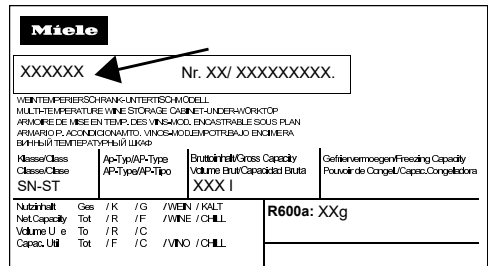 Miele
XXXXXX Nr. XX/ XXXXXXXXX.
WEINTEMPERIERSCHRANK-UNTERTISCHMODELL
MULTI-TEMPERATURE WINE STORAGE CABINET-UNDER-WORKTOP
ARMOIRE DE MISE EN TEMP. DES VINS-MOD. ENCASTRABLE SOUS PLAN
ARMARIO P. ACONDICIONAMTO. VINOS-MOD.EMPOTRBAJO ENCIMERA
ВИННЫЙ ТЕМПЕРАТУРНЫЙ ШКАФ
Klasse/Class Ap-Typ/AP-Type Bruttoinhalt/Gross Capacity Gefriervermoegen/Freezing Capacity
Classe/Clase AP-Type/AP-Tipo Volume Brut/Capacidad Bruta Pouvoir de Congel./Capac.Congeladora
SN-ST XXX l
Nutzinhalt Ges / K / G / WEIN / KALT R600a: XXg
Net.Capacity Tot / R / F / WINE / CHILL
Volume U e To / R / C
Capac. Util Tot / F / C / VINO / CHILL